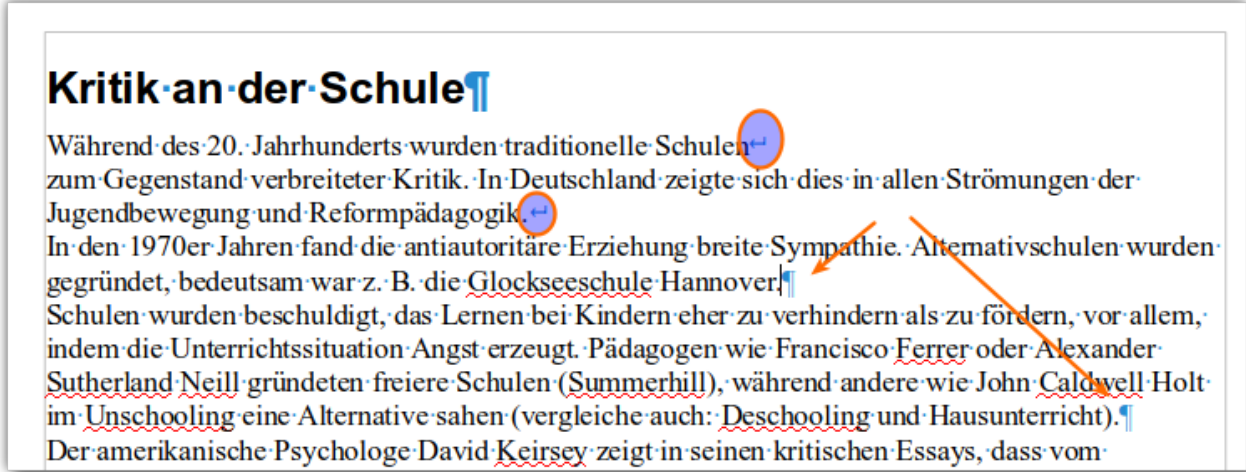 Kritik an der Schule¶
Während des 20. Jahrhunderts wurden traditionelle Schulen↵
zum Gegenstand verbreiteter Kritik. In Deutschland zeigte sich dies in allen Strömungen der
Jugendbewegung und Reformpädagogik.↵
In den 1970er Jahren fand die antiautoritäre Erziehung breite Sympathie. Alternativschulen wurden
gegründet, bedeutsam war z. B. die Glockseeschule Hannover.¶
Schulen wurden beschuldigt, das Lernen bei Kindern eher zu verhindern als zu fördern, vor allem,
indem die Unterrichtssituation Angst erzeugt. Pädagogen wie Francisco Ferrer oder Alexander
Sutherland Neill gründeten freiere Schulen (Summerhill), während andere wie John Caldwell Holt
im Unschooling eine Alternative sahen (vergleiche auch: Deschooling und Hausunterricht).¶
Der amerikanische Psychologe David Keirsey zeigt in seinen kritischen Essays, dass vom